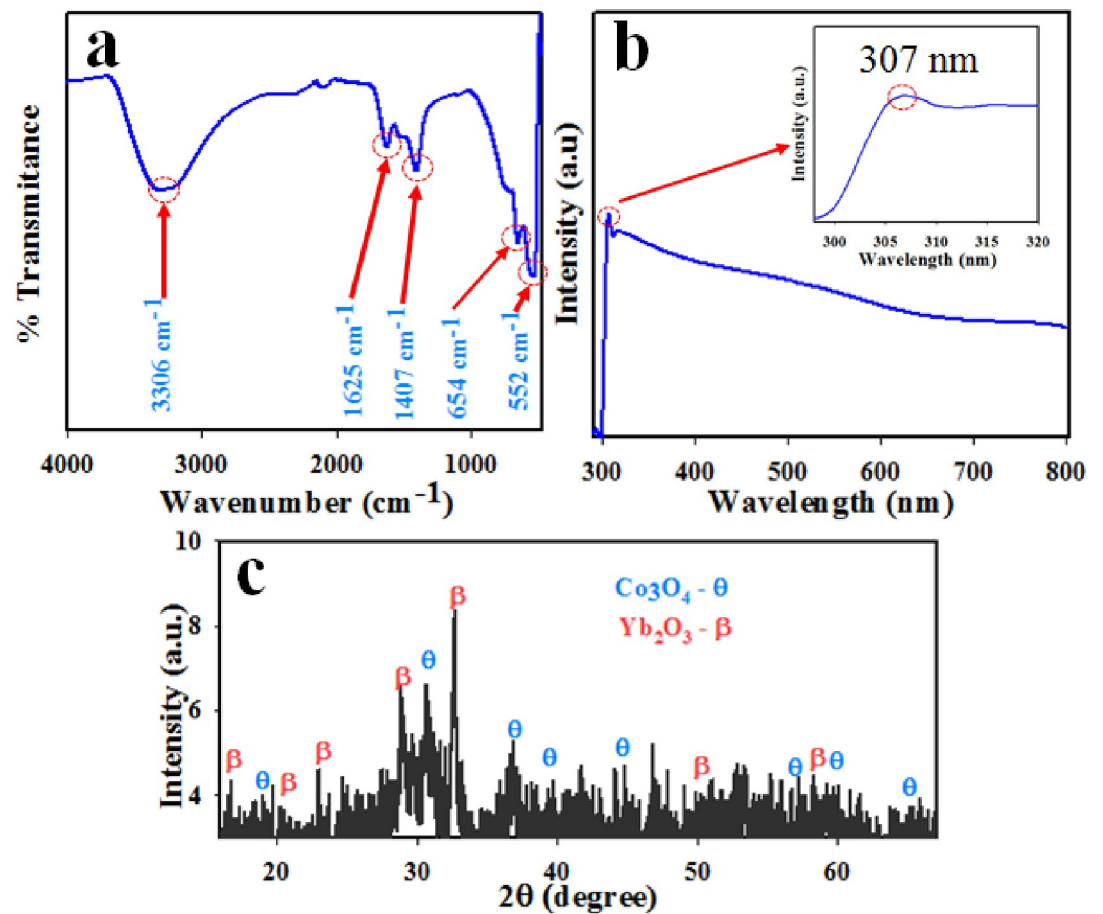 a
% Transmitance
3306 cm-1
1625 cm-1
1407 cm-1
654 cm-1
552 cm-1
4000 3000 2000 1000
Wavenumber (cm-1)
b
307 nm
Intensity (a.u.)
300 305 310 315 320
Wavelength (nm)
Intensity (a.u)
300 400 500 600 700 800
Wavelength (nm)
c
Co3O4 - θ
Yb2O3 - β
Intensity (a.u.)
10
8
6
4
β θ β β β θ β θ θ θ β θ β θ θ
20 30 40 50 60
2θ (degree)